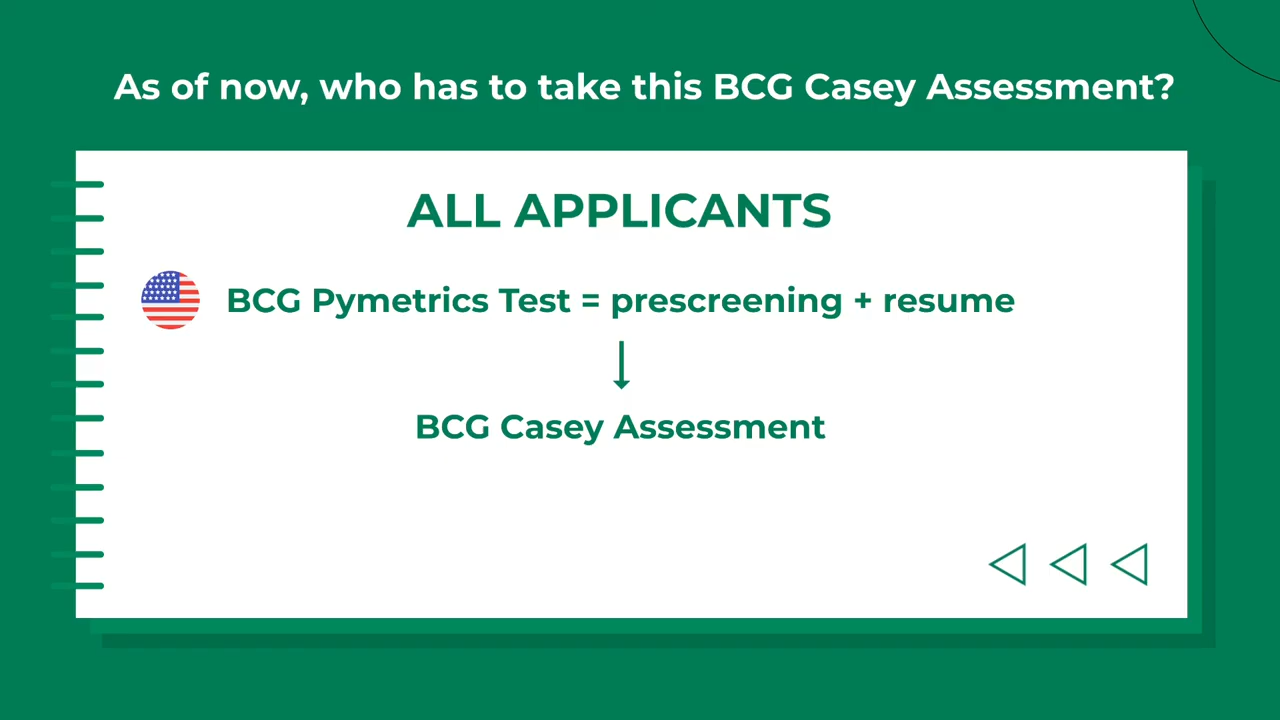 As of now, who has to take this BCG Casey Assessment?
ALL APPLICANTS
BCG Pymetrics Test = prescreening + resume
BCG Casey Assessment